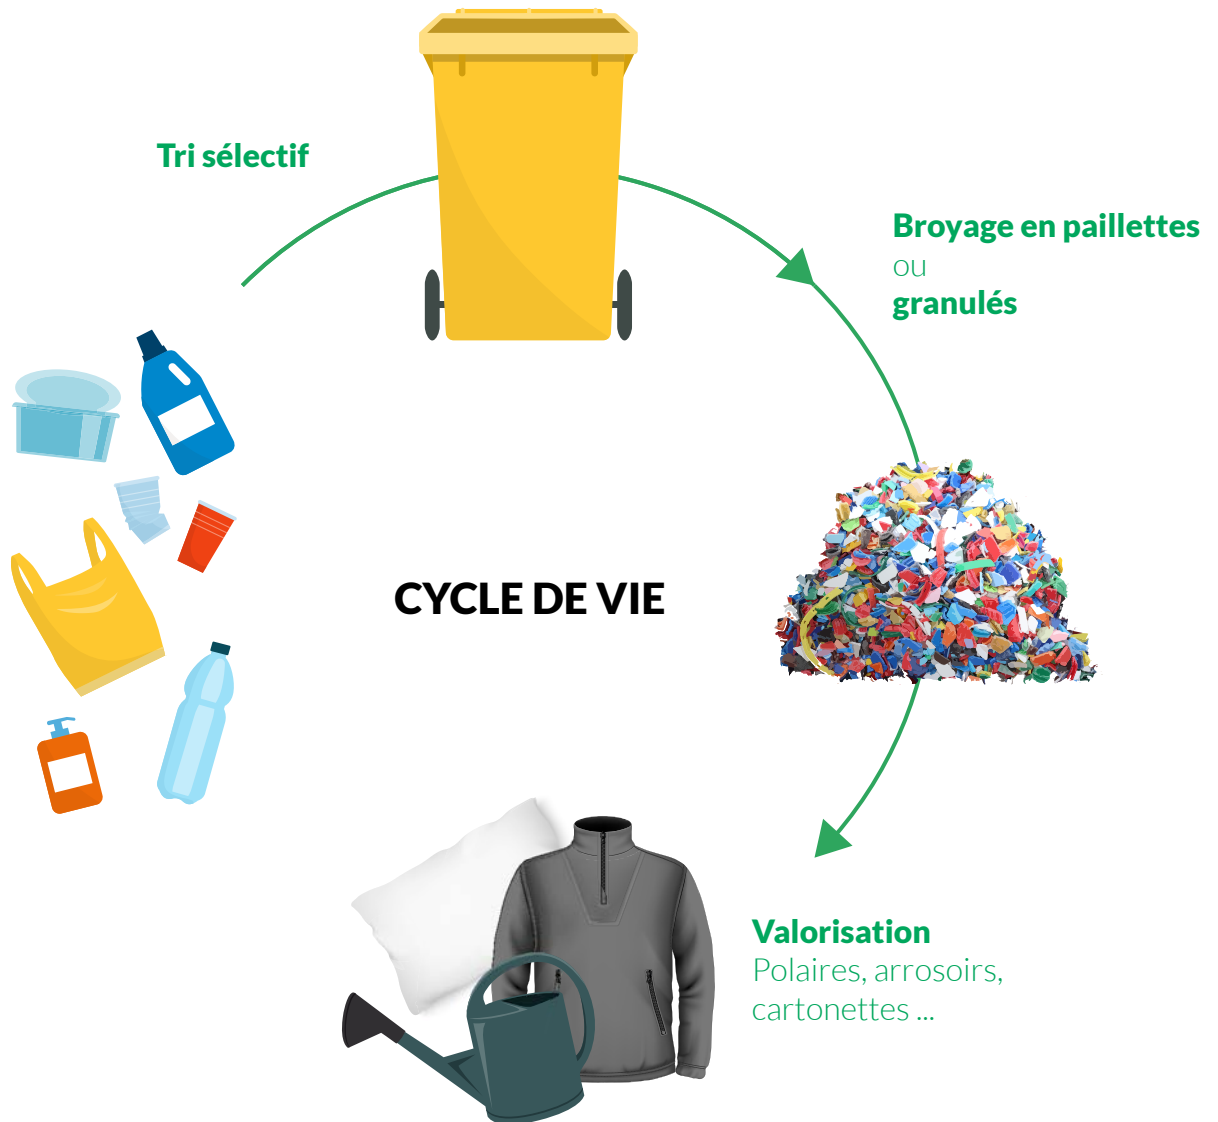 Tri sélectif
Broyage en paillettes
ou
granulés
CYCLE DE VIE
Valorisation
Polaires, arrosoirs,
cartonettes ...